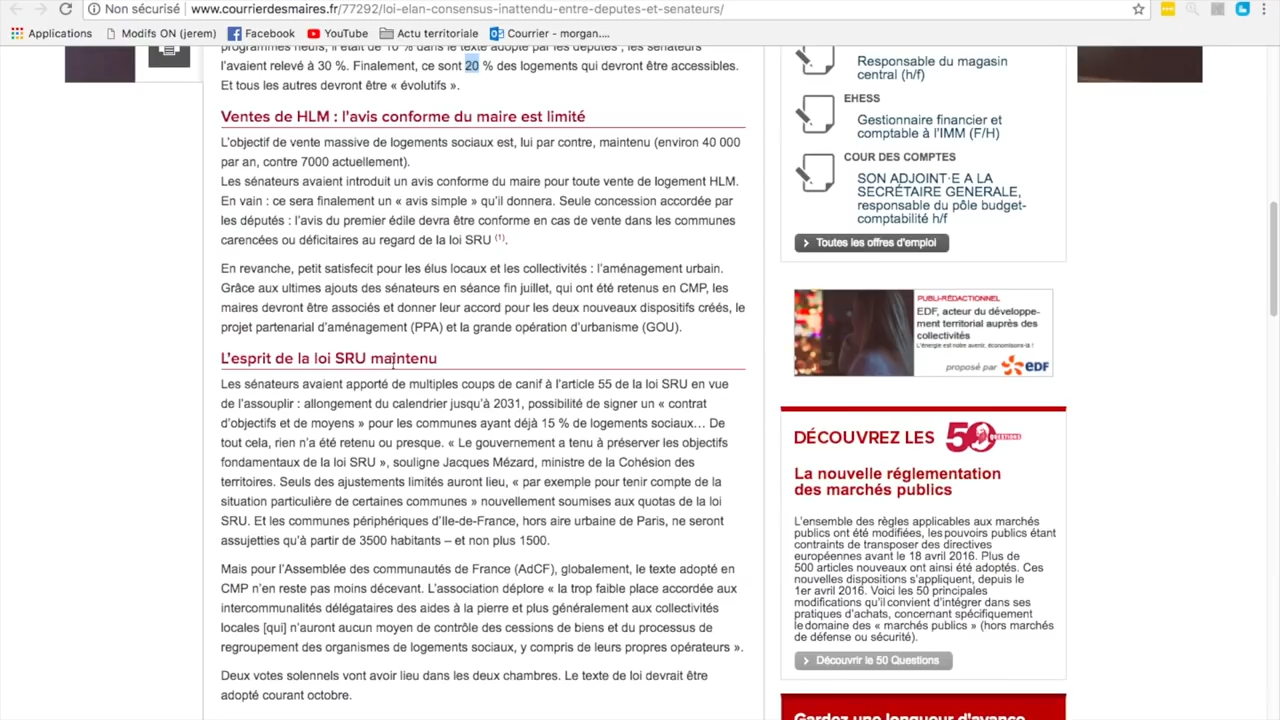 Non sécurisé | www.courrierdesmaires.fr/77292/loi-elan-consensus-inattendu-entre-deputes-et-senateurs/
Applications
Modifs ON (jerem)
Facebook
YouTube
Actu territoriale
Courrier - morgan....
programmes neufs, il était de 10 % dans le texte adopté par les députés ; les sénateurs
l'avaient relevé à 30 %. Finalement, ce sont 20 % des logements qui devront être accessibles.
Et tous les autres devront être « évolutifs ».
Ventes de HLM : l'avis conforme du maire est limité
L'objectif de vente massive de logements sociaux est, lui par contre, maintenu (environ 40 000
par an, contre 7000 actuellement).
Les sénateurs avaient introduit un avis conforme du maire pour toute vente de logement HLM.
En vain : ce sera finalement un « avis simple » qu'il donnera. Seule concession accordée par
les députés : l'avis du premier édile devra être conforme en cas de vente dans les communes
carencées ou déficitaires au regard de la loi SRU (1).
En revanche, petit satisfecit pour les élus locaux et les collectivités : l'aménagement urbain.
Grâce aux ultimes ajouts des sénateurs en séance fin juillet, qui ont été retenus en CMP, les
maires devront être associés et donner leur accord pour les deux nouveaux dispositifs créés, le
projet partenarial d'aménagement (PPA) et la grande opération d'urbanisme (GOU).
L'esprit de la loi SRU maintenu
Les sénateurs avaient apporté de multiples coups de canif à l'article 55 de la loi SRU en vue
de l'assouplir : allongement du calendrier jusqu'à 2031, possibilité de signer un « contrat
d'objectifs et de moyens » pour les communes ayant déjà 15 % de logements sociaux... De
tout cela, rien n'a été retenu ou presque. « Le gouvernement a tenu à préserver les objectifs
fondamentaux de la loi SRU », souligne Jacques Mézard, ministre de la Cohésion des
territoires. Seuls des ajustements limités auront lieu, « par exemple pour tenir compte de la
situation particulière de certaines communes » nouvellement soumises aux quotas de la loi
SRU. Et les communes périphériques d'Ile-de-France, hors aire urbaine de Paris, ne seront
assujetties qu'à partir de 3500 habitants – et non plus 1500.
Mais pour l'Assemblée des communautés de France (AdCF), globalement, le texte adopté en
CMP n'en reste pas moins décevant. L'association déplore « la trop faible place accordée aux
intercommunalités délégataires des aides à la pierre et plus généralement aux collectivités
locales [qui] n'auront aucun moyen de contrôle des cessions de biens et du processus de
regroupement des organismes de logements sociaux, y compris de leurs propres opérateurs ».
Deux votes solennels vont avoir lieu dans les deux chambres. Le texte de loi devrait être
adopté courant octobre.
Responsable du magasin
central (h/f)
EHESS
Gestionnaire financier et
comptable à l'IMM (F/H)
COUR DES COMPTES
SON ADJOINT·E A LA
SECRÉTAIRE GENERALE,
responsable du pôle budget-
comptabilité h/f
Toutes les offres d'emploi
PUBLI-RÉDACTIONNEL
EDF, acteur du développe-
ment territorial auprès des
collectivités
L'énergie est notre avenir, économisons-la !
proposé par EDF
DÉCOUVREZ LES 50 QUESTIONS
La nouvelle réglementation
des marchés publics
L'ensemble des règles applicables aux marchés
publics ont été modifiées, les pouvoirs publics étant
contraints de transposer des directives
européennes avant le 18 avril 2016. Plus de
500 articles nouveaux ont ainsi été adoptés. Ces
nouvelles dispositions s'appliquent, depuis le
1er avril 2016. Voici les 50 principales
modifications qu'il convient d'intégrer dans ses
pratiques d'achats, concernant spécifiquement
le domaine des « marchés publics » (hors marchés
de défense ou sécurité).
Découvrir le 50 Questions
Gardez une longueur d'avance